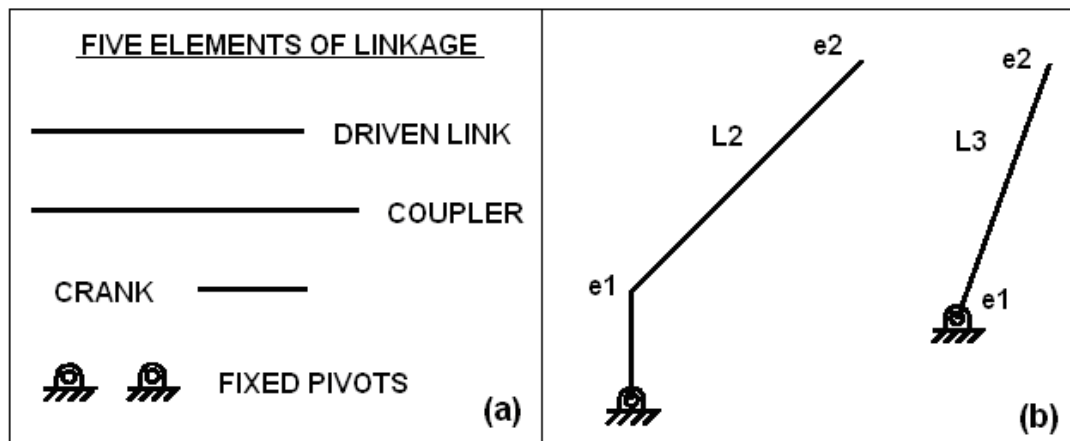 FIVE ELEMENTS OF LINKAGE
DRIVEN LINK
COUPLER
CRANK
FIXED PIVOTS
(a)
e2
L2
e1
e2
L3
e1
(b)